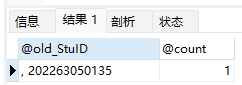 信息 结果 1 剖析 状态
@old_StuID @count
, 202263050135 1